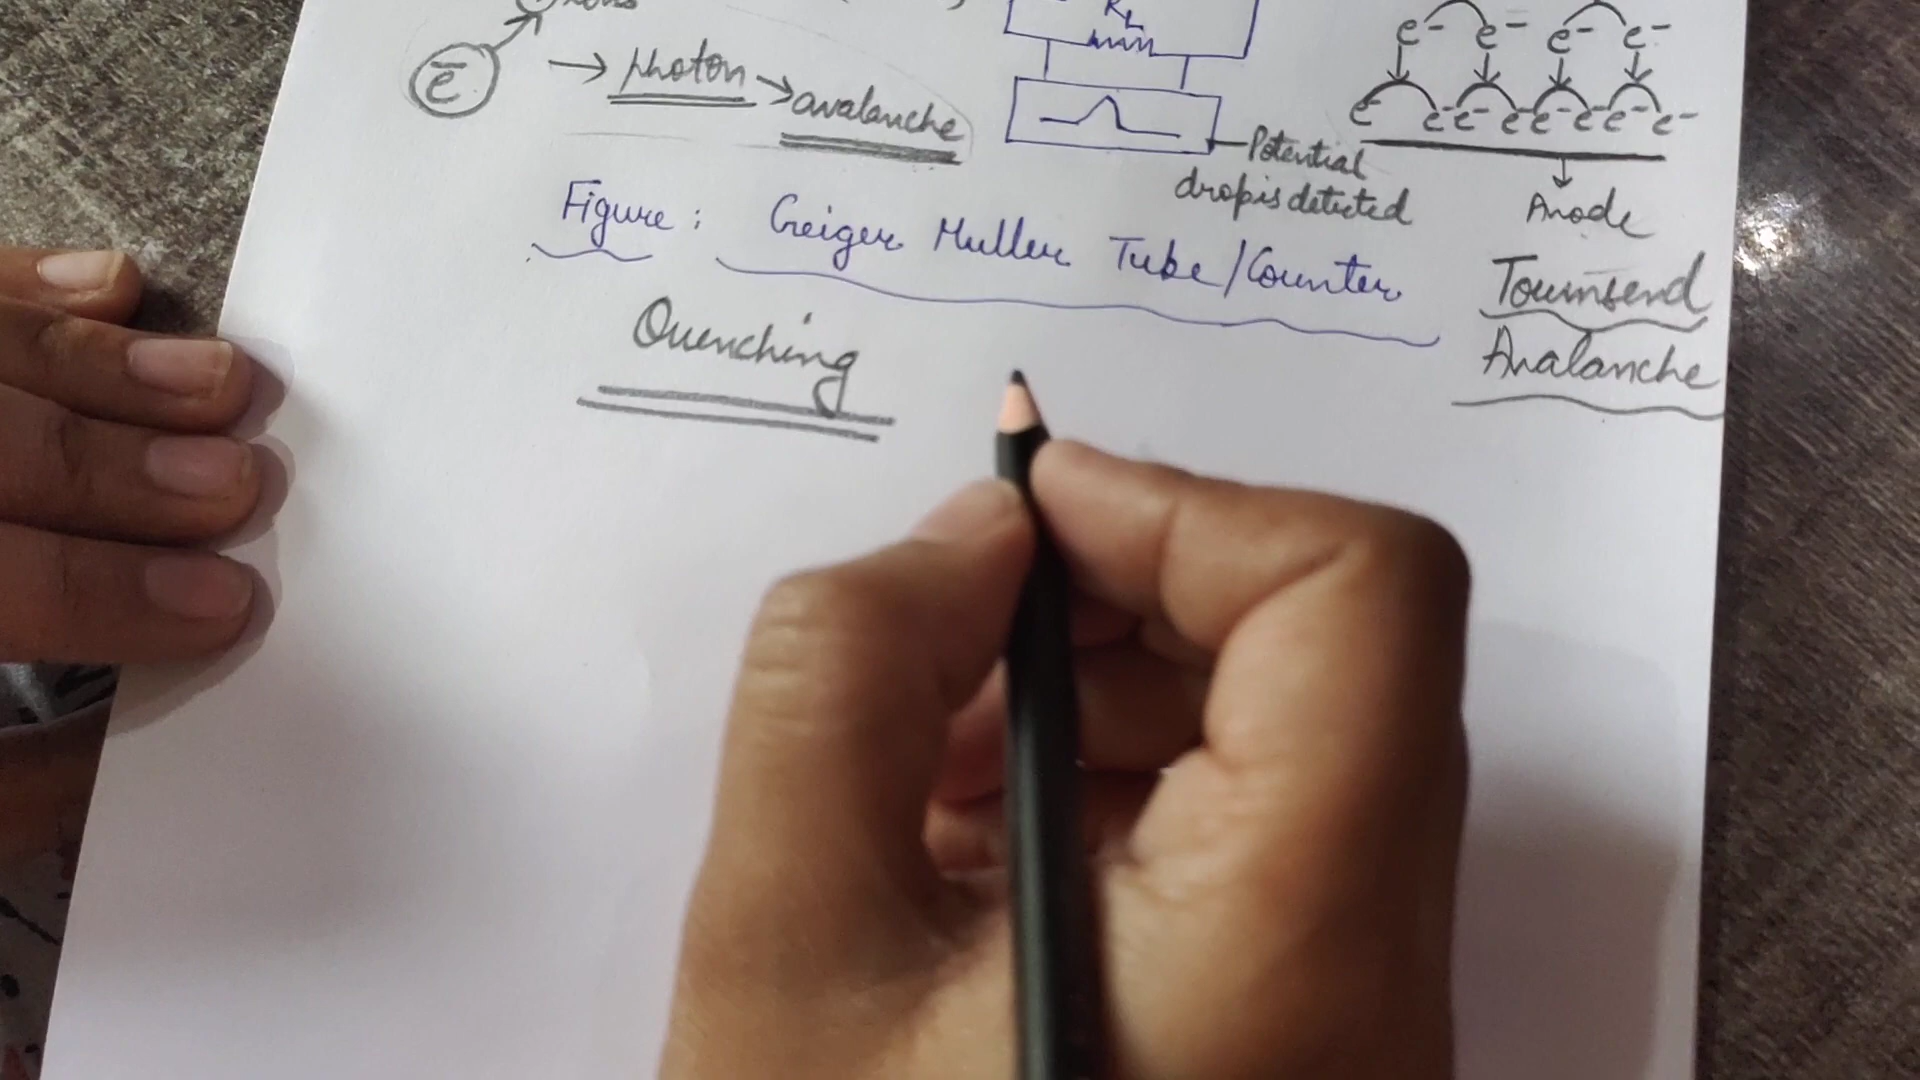 R_L
e- e- e- e-
ē → photon → avalanche
e- e- e- e- e- e- e- e-
Potential
drop is detected
Anode
Figure : Geiger Muller Tube/Counter
Townsend
Avalanche
Quenching